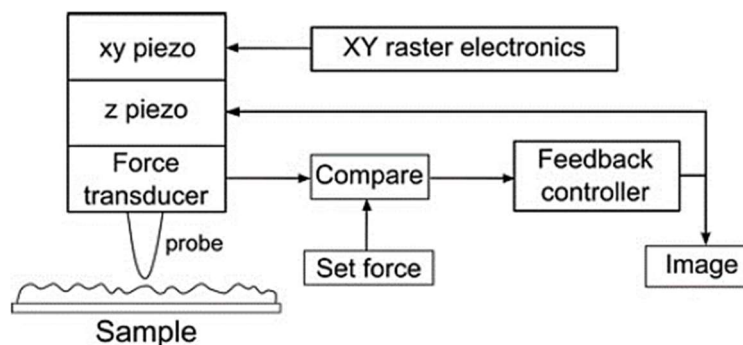 xy piezo
XY raster electronics
z piezo
Force
transducer
Compare
Feedback
controller
probe
Set force
Image
Sample